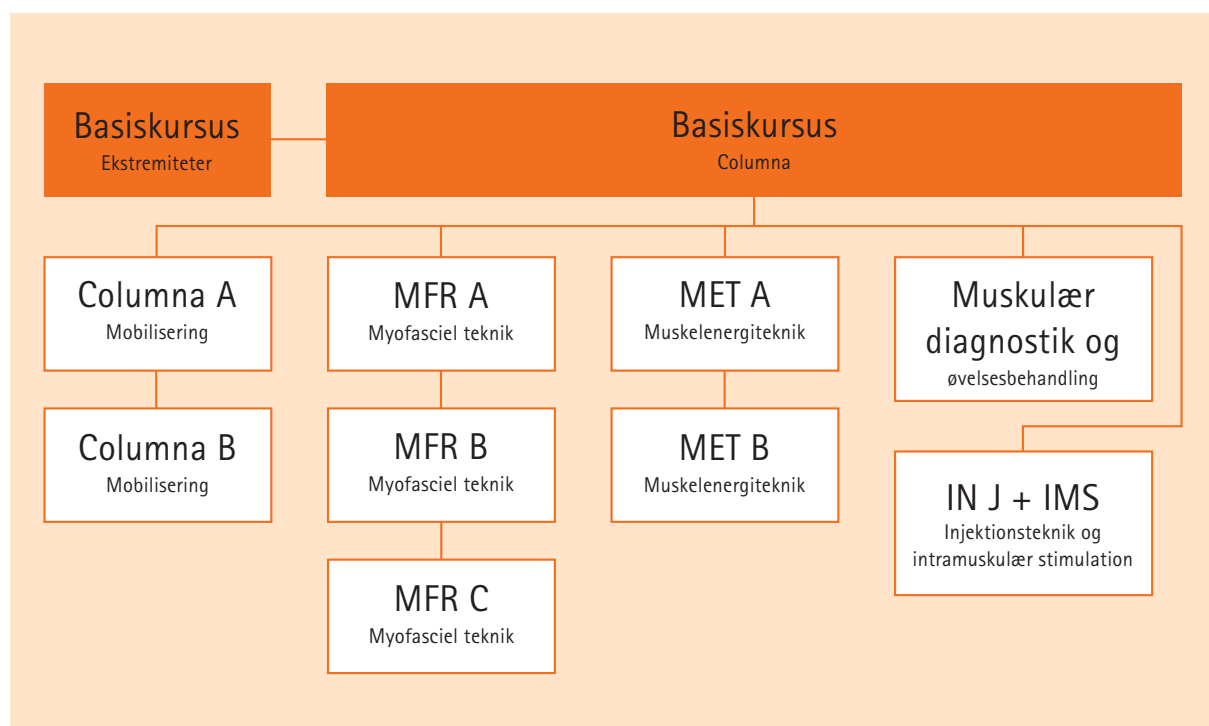 Basiskursus
Ekstremiteter
Basiskursus
Columna
Columna A
Mobilisering
MFR A
Myofasciel teknik
MET A
Muskelenergiteknik
Muskulær
diagnostik og
øvelsesbehandling
Columna B
Mobilisering
MFR B
Myofasciel teknik
MET B
Muskelenergiteknik
IN J + IMS
Injektionsteknik og
intramuskulær stimulation
MFR C
Myofasciel teknik